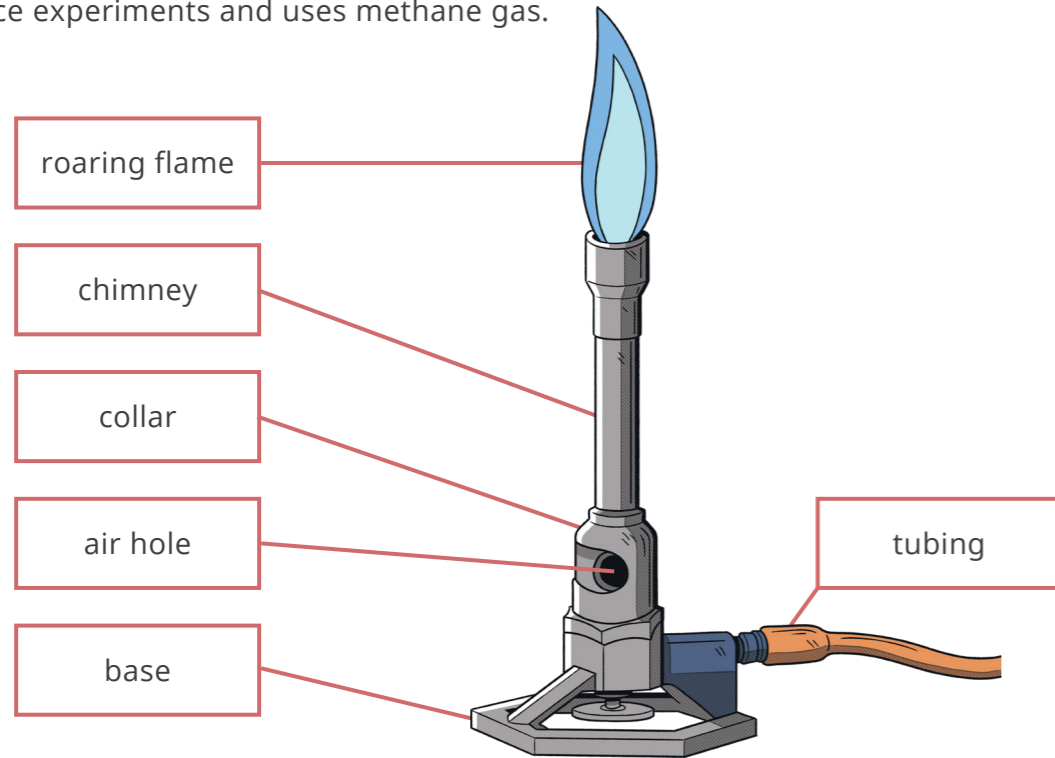 ce experiments and uses methane gas.
roaring flame
chimney
collar
air hole
tubing
base